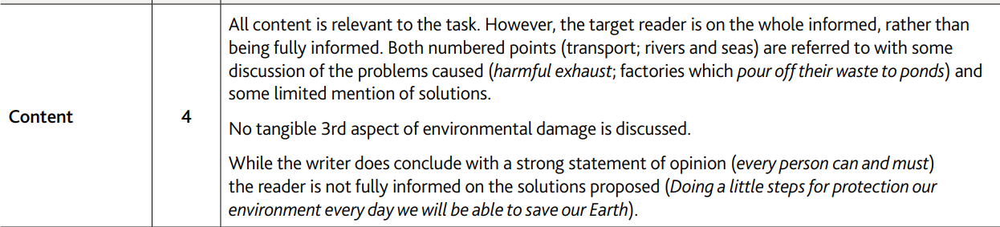 All content is relevant to the task. However, the target reader is on the whole informed, rather than
being fully informed. Both numbered points (transport; rivers and seas) are referred to with some
discussion of the problems caused (harmful exhaust; factories which pour off their waste to ponds) and
some limited mention of solutions.
Content 4
No tangible 3rd aspect of environmental damage is discussed.
While the writer does conclude with a strong statement of opinion (every person can and must)
the reader is not fully informed on the solutions proposed (Doing a little steps for protection our
environment every day we will be able to save our Earth).